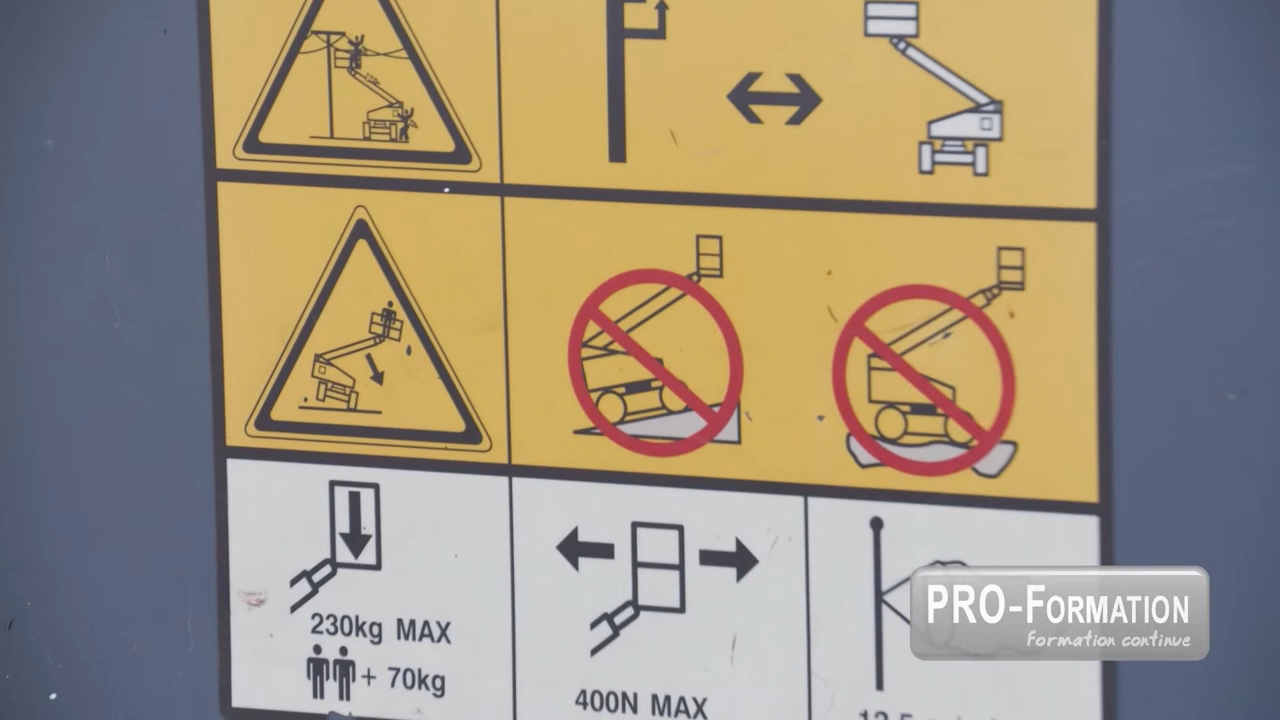 230kg MAX
+ 70kg
400N MAX
PRO-FORMATION
formation continue